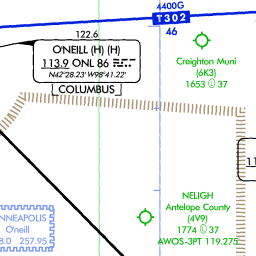 4400G
T302
46
122.6
O'NEILL (H) (H)
113.9 ONL 86
N42°28.23' W98°41.22'
COLUMBUS
Creighton Muni
(6K3)
1653 37
NELIGH
Antelope County
(4V9)
1774 37
AWOS-3PT 119.275
NNEAPOLIS
O'neill
8.0 257.95
11